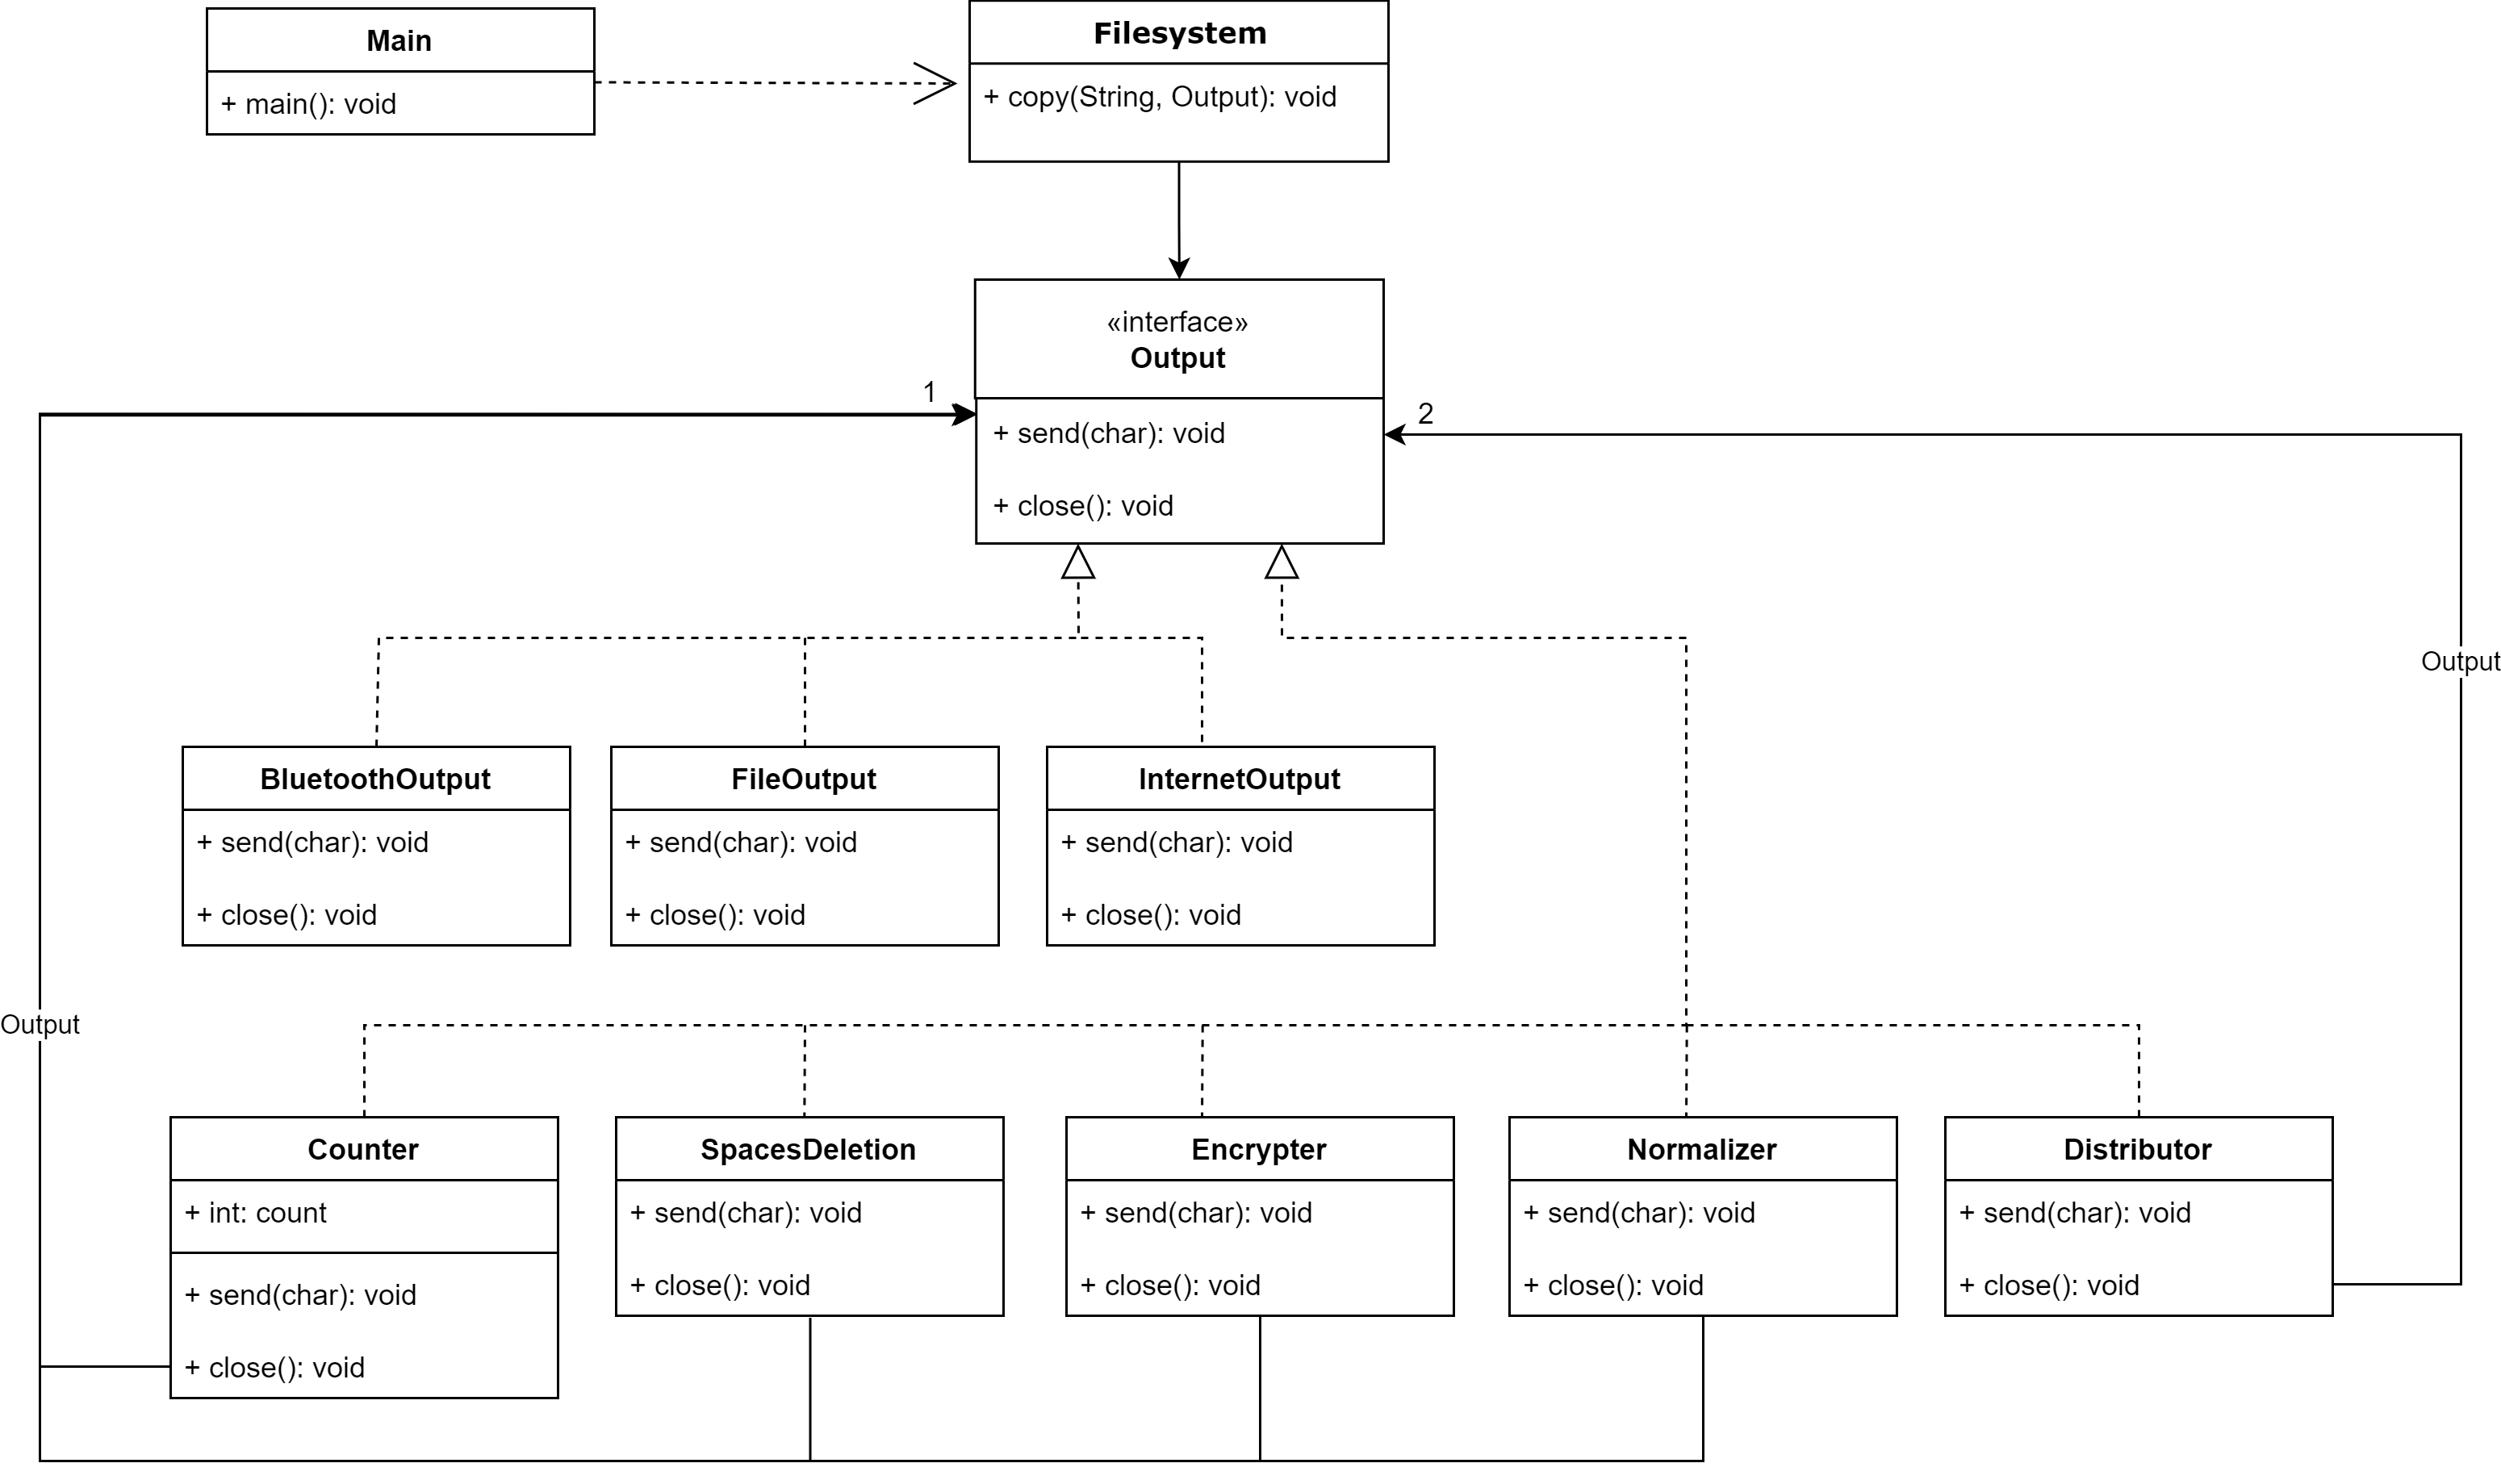 Main
+ main(): void
Filesystem
+ copy(String, Output): void
«interface»
Output
+ send(char): void
+ close(): void
1
2
Output
Output
BluetoothOutput
+ send(char): void
+ close(): void
FileOutput
+ send(char): void
+ close(): void
InternetOutput
+ send(char): void
+ close(): void
Counter
+ int: count
+ send(char): void
+ close(): void
SpacesDeletion
+ send(char): void
+ close(): void
Encrypter
+ send(char): void
+ close(): void
Normalizer
+ send(char): void
+ close(): void
Distributor
+ send(char): void
+ close(): void